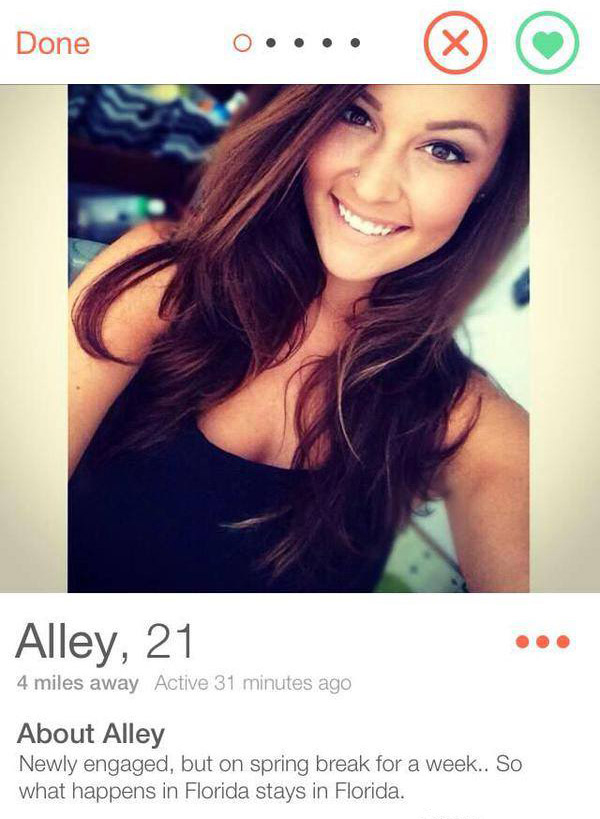 Done
Alley, 21
4 miles away Active 31 minutes ago
About Alley
Newly engaged, but on spring break for a week.. So
what happens in Florida stays in Florida.